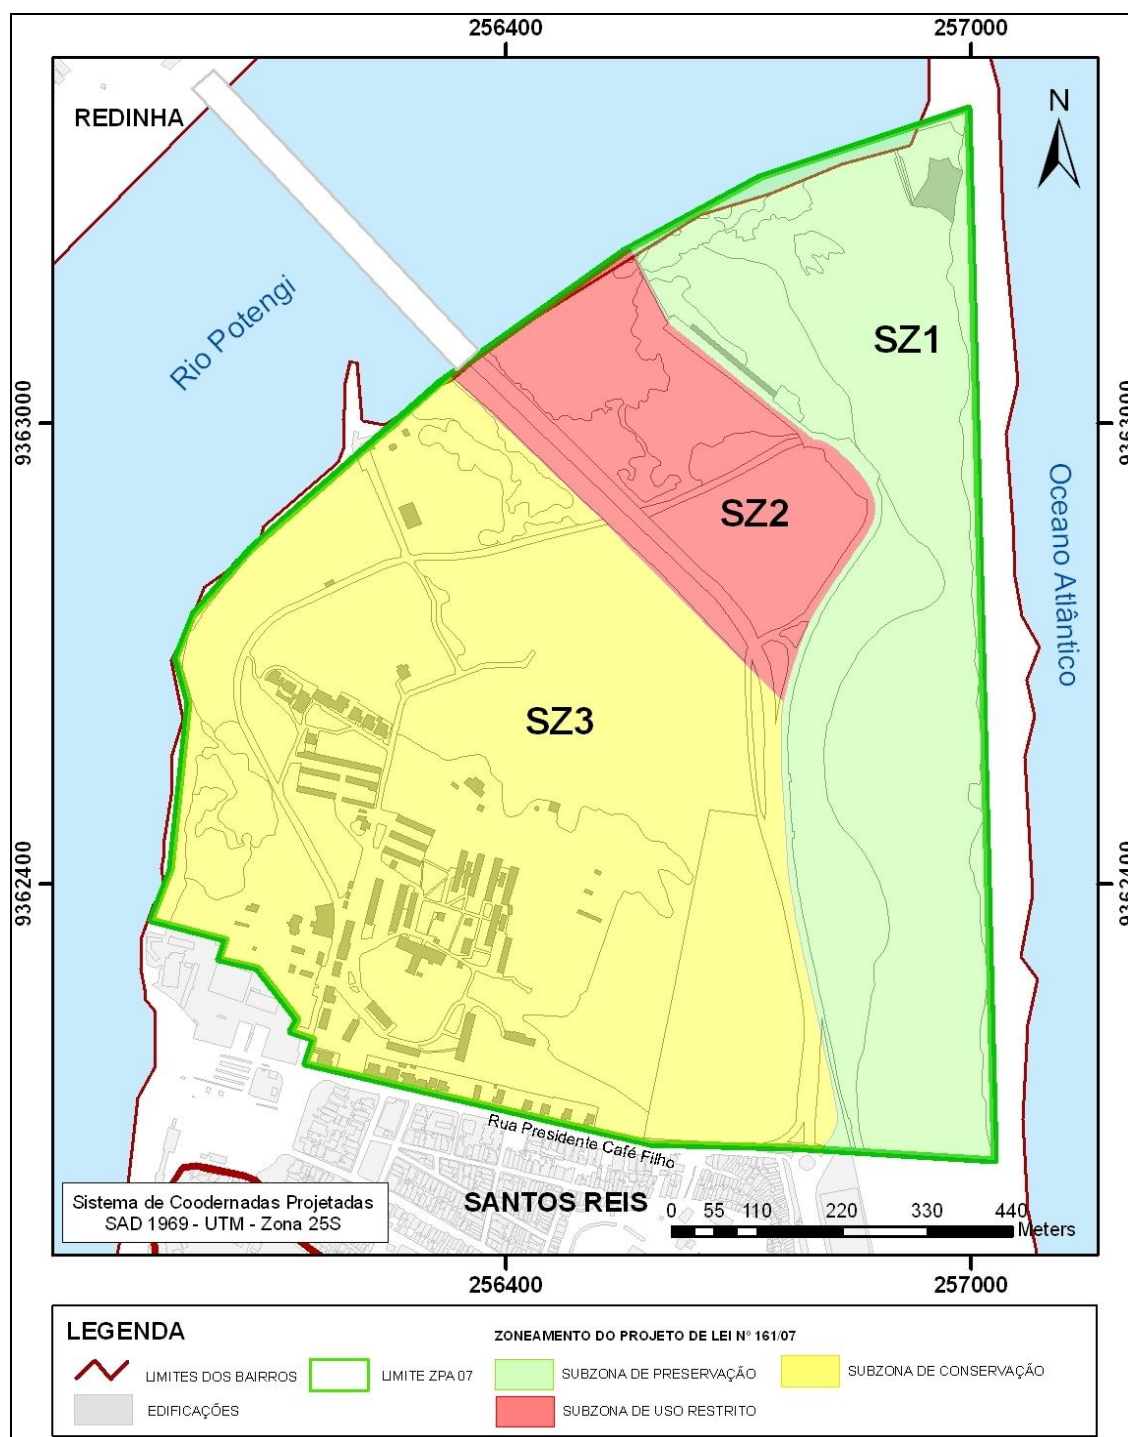 256400 257000
REDINHA
N
Rio Potengi
SZ1
9363000 9363000
SZ2
Oceano Atlântico
SZ3
9362400 9362400
Rua Presidente Café Filho
SANTOS REIS
Sistema de Coodernadas Projetadas
SAD 1969 - UTM - Zona 25S
0 55 110 220 330 440
Meters
256400 257000
LEGENDA
ZONEAMENTO DO PROJETO DE LEI N° 161/07
LIMITES DOS BAIRROS LIMITE ZPA 07 SUBZONA DE PRESERVAÇÃO SUBZONA DE CONSERVAÇÃO
EDIFICAÇÕES SUBZONA DE USO RESTRITO